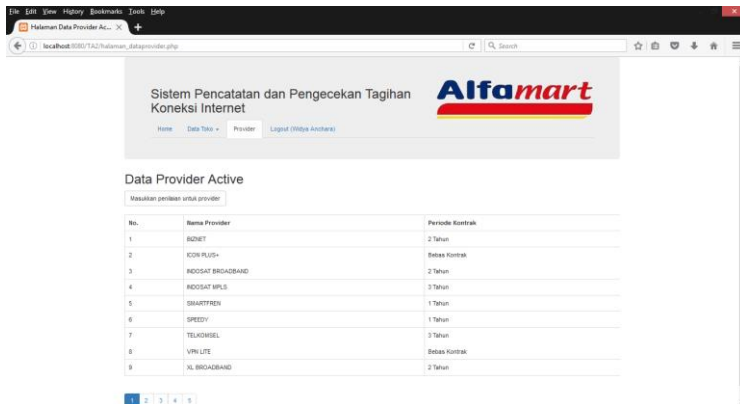 File Edit View History Bookmarks Tools Help
Halaman Data Provider Ac...
localhost:8080/TA2/halaman_dataprovider.php
Search
Sistem Pencatatan dan Pengecekan Tagihan
Koneksi Internet
Alfamart
Home Data Toko Provider Logout (Widya Anohara)
Data Provider Active
Masukkan penilaian untuk provider
No. Nama Provider Periode Kontrak
1 BIZNET 2 Tahun
2 ICON PLUS+ Bebas Kontrak
3 INDOSAT BROADBAND 2 Tahun
4 INDOSAT MPLS 3 Tahun
5 SMARTFREN 1 Tahun
6 SPEEDY 1 Tahun
7 TELKOMSEL 3 Tahun
8 VPN LITE Bebas Kontrak
9 XL BROADBAND 2 Tahun
1 2 3 4 5